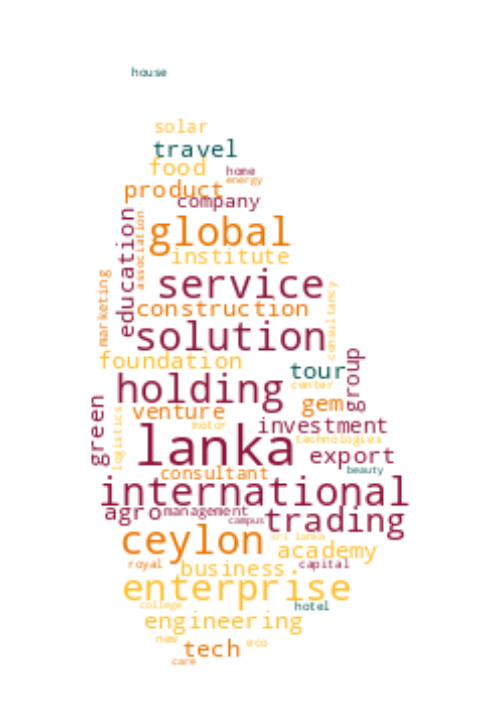 house
solar
travel
food
home
energy
product
company
education
association
global
institute
service
marketing
construction
consultancy
solution
foundation
tour
group
center
holding
gem
green
logistics
venture
motor
investment
technologies
lanka
export
consultant
beauty
international
agro
management
campus
trading
ceylon
sri lanka
academy
royal
business
capital
enterprise
college
hotel
engineering
new
tech
eco
care